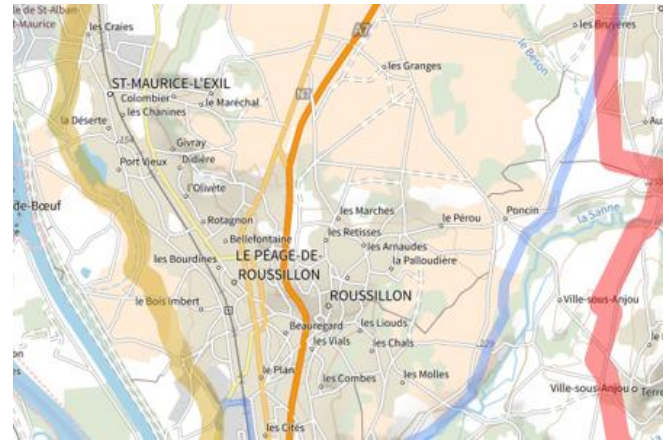 le de St-Alban-
t-Maurice
les Craies
A7
les Bruyères
le Béson
les Granges
ST-MAURICE-L'EXIL
Colombier
le Maréchal
les Chanines
N7
la Déserte
154
Givray
Port Vieux
Didière
l'Olivète
de-Bœuf
Rotagnon
les Marches
le Pérou
Poncin
la Sanne
Bellefontaine
les Retisses
les Arnaudes
les Bourdines
LE PÉAGE-DE-
ROUSSILLON
la Palloudière
le Bois Imbert
ROUSSILLON
Ville-sous-Anjou
Beauregard
les Liouds
les Vials
les Chals
229
le Plan
les Combes
les Molles
Ville-sous-Anjou
Terre
les Cités